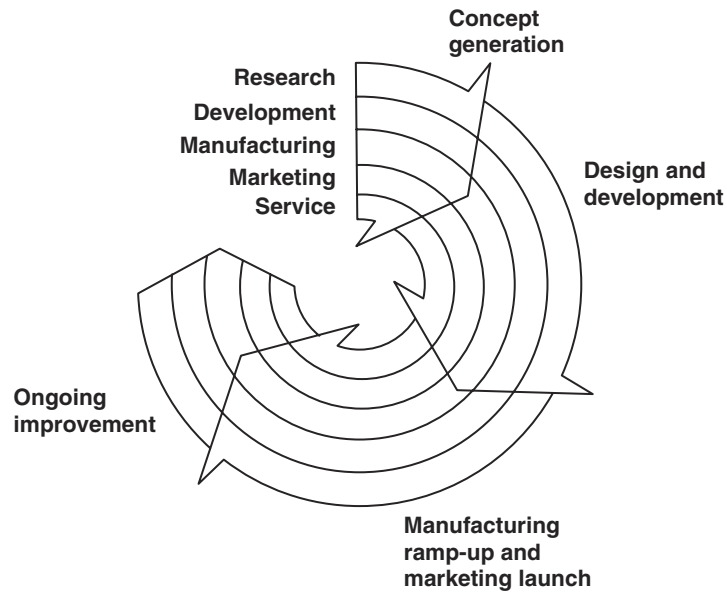 Concept
generation
Research
Development
Manufacturing
Marketing
Service
Design and
development
Ongoing
improvement
Manufacturing
ramp-up and
marketing launch